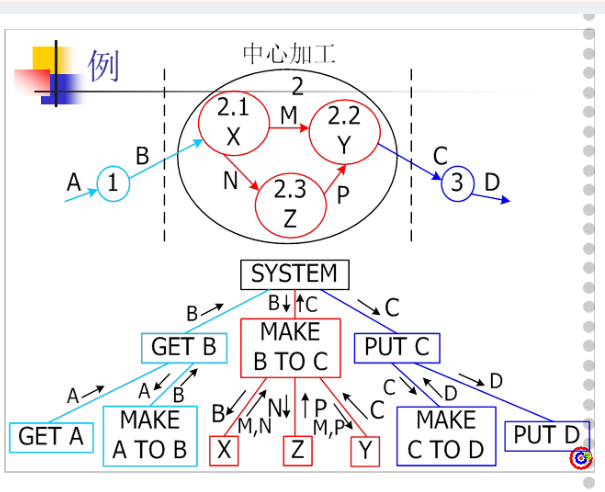 例
中心加工
2
2.1
X
M
2.2
Y
B
C
A
1
N
2.3
Z
P
3
D
SYSTEM
B
B
C
C
GET B
MAKE
B TO C
PUT C
A
A
B
B
N
P
C
C
D
D
M,N
M,P
GET A
MAKE
A TO B
X
Z
Y
MAKE
C TO D
PUT D